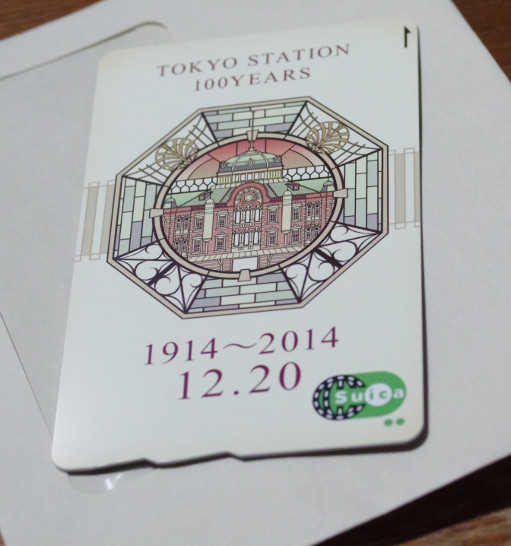 TOKYO STATION
100YEARS
1914～2014
12.20
Suica